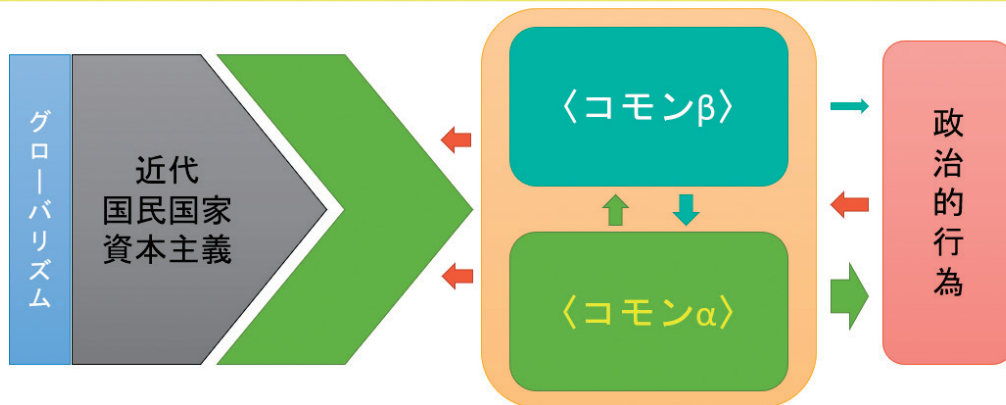 グローバリズム
近代
国民国家
資本主義
〈コモンβ〉
〈コモンα〉
政治的行為